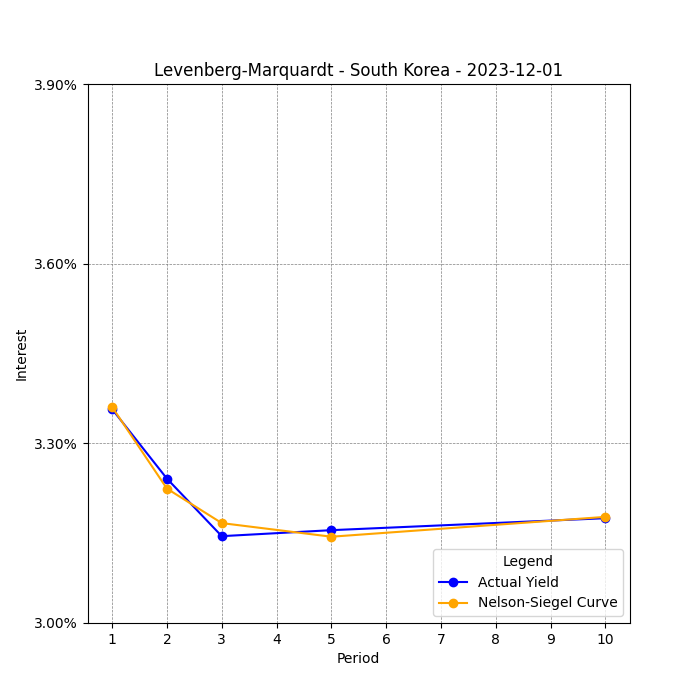 Levenberg-Marquardt - South Korea - 2023-12-01
3.90%
3.60%
3.30%
3.00%
Interest
1 2 3 4 5 6 7 8 9 10
Period
Legend
Actual Yield
Nelson-Siegel Curve